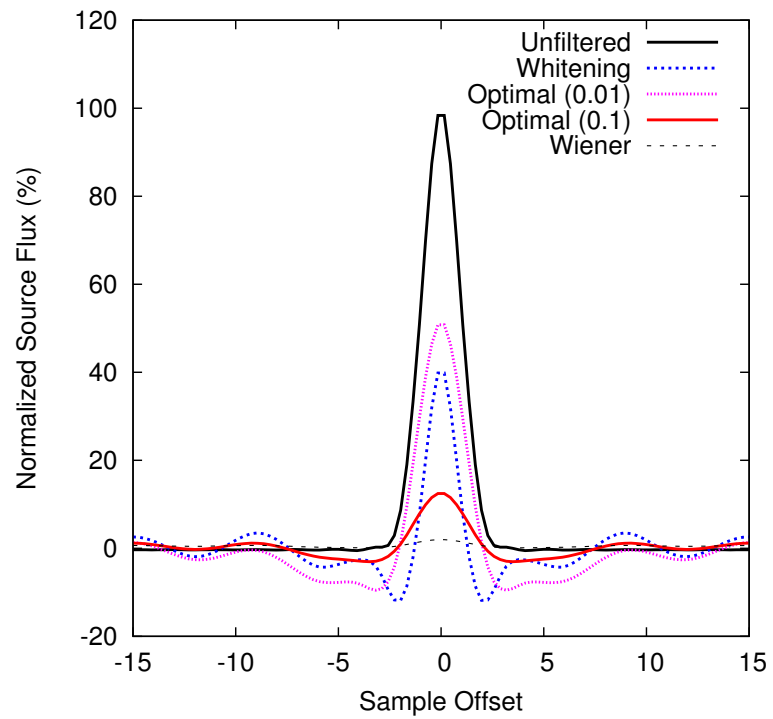 120
100
80
60
40
20
0
-20
-15
-10
-5
0
5
10
15
Normalized Source Flux (%)
Sample Offset
Unfiltered
Whitening
Optimal (0.01)
Optimal (0.1)
Wiener